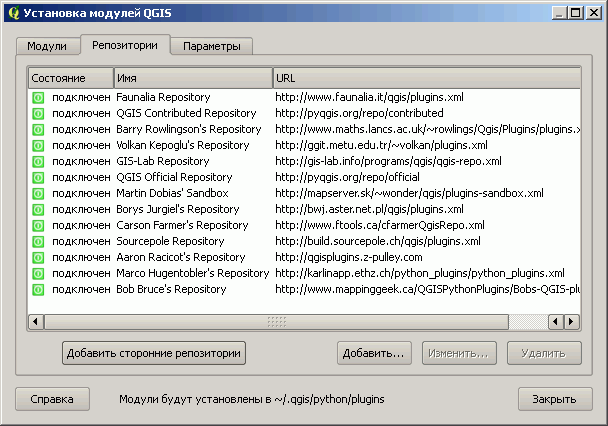 Установка модулей QGIS
Модули Репозитории Параметры
Состояние Имя URL
подключен Faunalia Repository http://www.faunalia.it/qgis/plugins.xml
подключен QGIS Contributed Repository http://pyqgis.org/repo/contributed
подключен Barry Rowlingson's Repository http://www.maths.lancs.ac.uk/~rowlings/Qgis/Plugins/plugins.x
подключен Volkan Kepoglu's Repository http://ggit.metu.edu.tr/~volkan/plugins.xml
подключен GIS-Lab Repository http://gis-lab.info/programs/qgis/qgis-repo.xml
подключен QGIS Official Repository http://pyqgis.org/repo/official
подключен Martin Dobias' Sandbox http://mapserver.sk/~wonder/qgis/plugins-sandbox.xml
подключен Borys Jurgiel's Repository http://bwj.aster.net.pl/qgis/plugins.xml
подключен Carson Farmer's Repository http://www.ftools.ca/cfarmerQgisRepo.xml
подключен Sourcepole Repository http://build.sourcepole.ch/qgis/plugins.xml
подключен Aaron Racicot's Repository http://qgisplugins.z-pulley.com
подключен Marco Hugentobler's Repository http://karlinapp.ethz.ch/python_plugins/python_plugins.xml
подключен Bob Bruce's Repository http://www.mappinggeek.ca/QGISPythonPlugins/Bobs-QGIS-plu
Добавить сторонние репозитории Добавить... Изменить... Удалить
Справка Модули будут установлены в ~/.qgis/python/plugins Закрыть